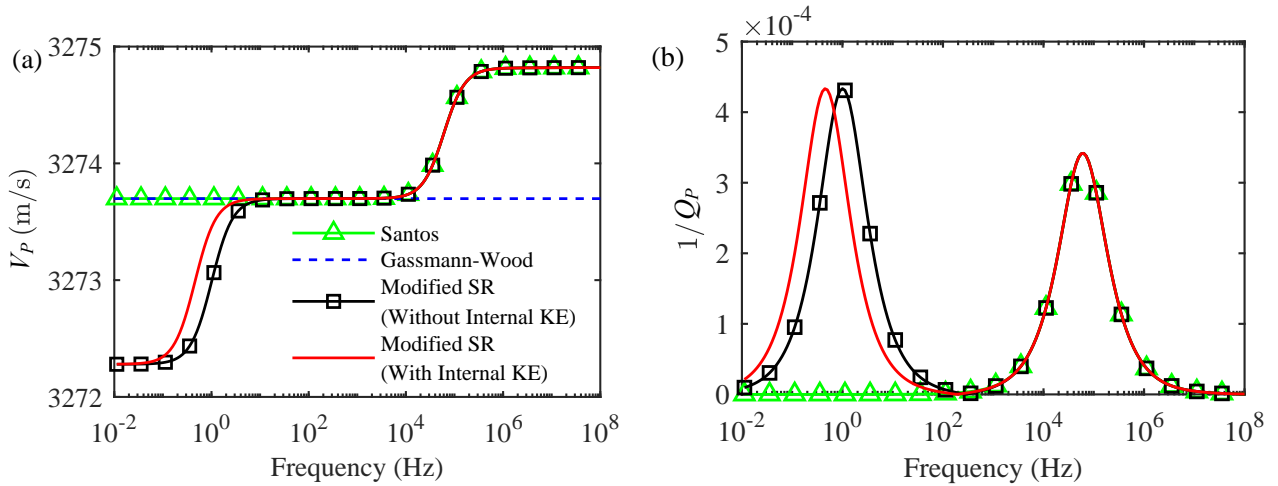 (a)
3275
3274
3273
3272
V_P (m/s)
Santos
Gassmann-Wood
Modified SR
(Without Internal KE)
Modified SR
(With Internal KE)
10^-2 10^0 10^2 10^4 10^6 10^8
Frequency (Hz)
(b)
×10^-4
5
4
3
2
1
0
1/Q_P
10^-2 10^0 10^2 10^4 10^6 10^8
Frequency (Hz)